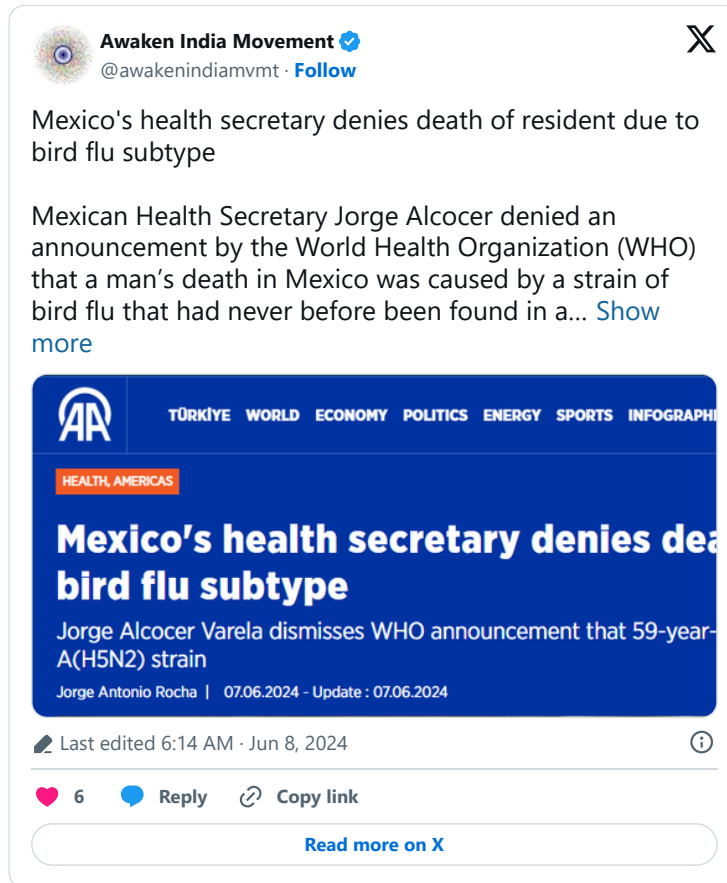 Awaken India Movement
@awakenindiamvmt · Follow
Mexico's health secretary denies death of resident due to
bird flu subtype
Mexican Health Secretary Jorge Alcocer denied an
announcement by the World Health Organization (WHO)
that a man’s death in Mexico was caused by a strain of
bird flu that had never before been found in a... Show
more
AA
TÜRKİYE WORLD ECONOMY POLITICS ENERGY SPORTS INFOGRAPHI
HEALTH, AMERICAS
Mexico's health secretary denies dea
bird flu subtype
Jorge Alcocer Varela dismisses WHO announcement that 59-year-
A(H5N2) strain
Jorge Antonio Rocha | 07.06.2024 - Update : 07.06.2024
Last edited 6:14 AM · Jun 8, 2024
6 Reply Copy link
Read more on X